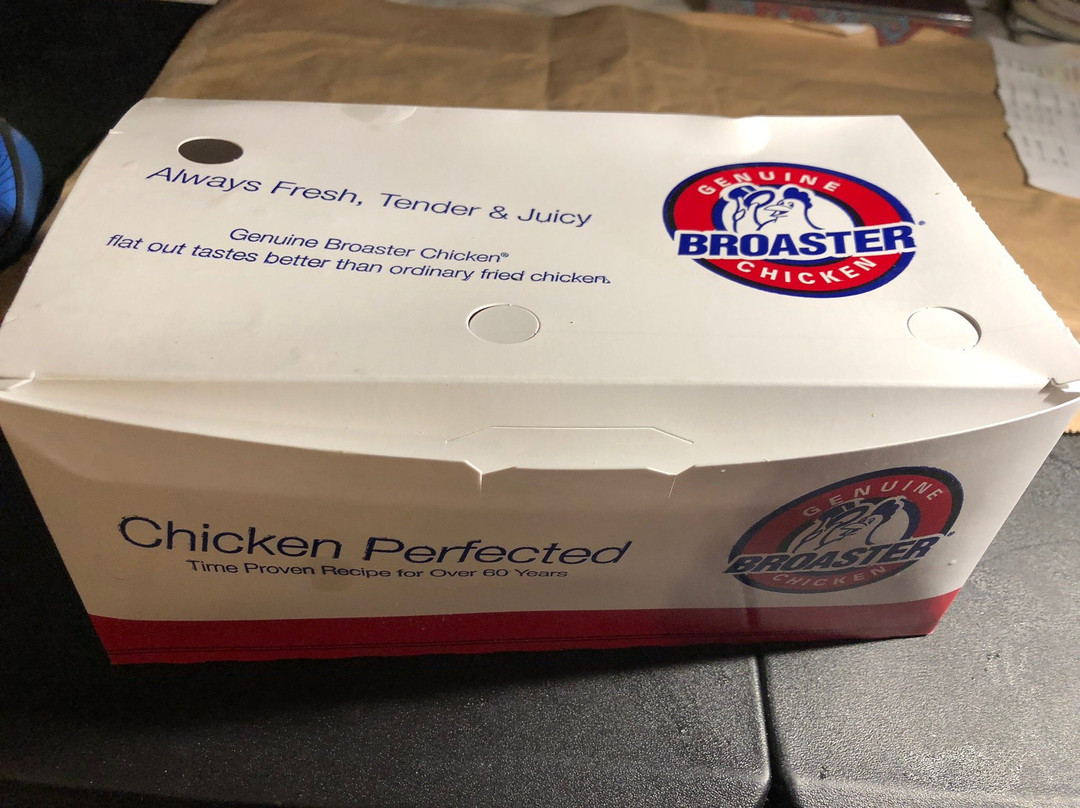 Always Fresh, Tender & Juicy
Genuine Broaster Chicken®
flat out tastes better than ordinary fried chicken.
GENUINE
BROASTER®
CHICKEN
Chicken Perfected
Time Proven Recipe for Over 60 Years
GENUINE
BROASTER®
CHICKEN